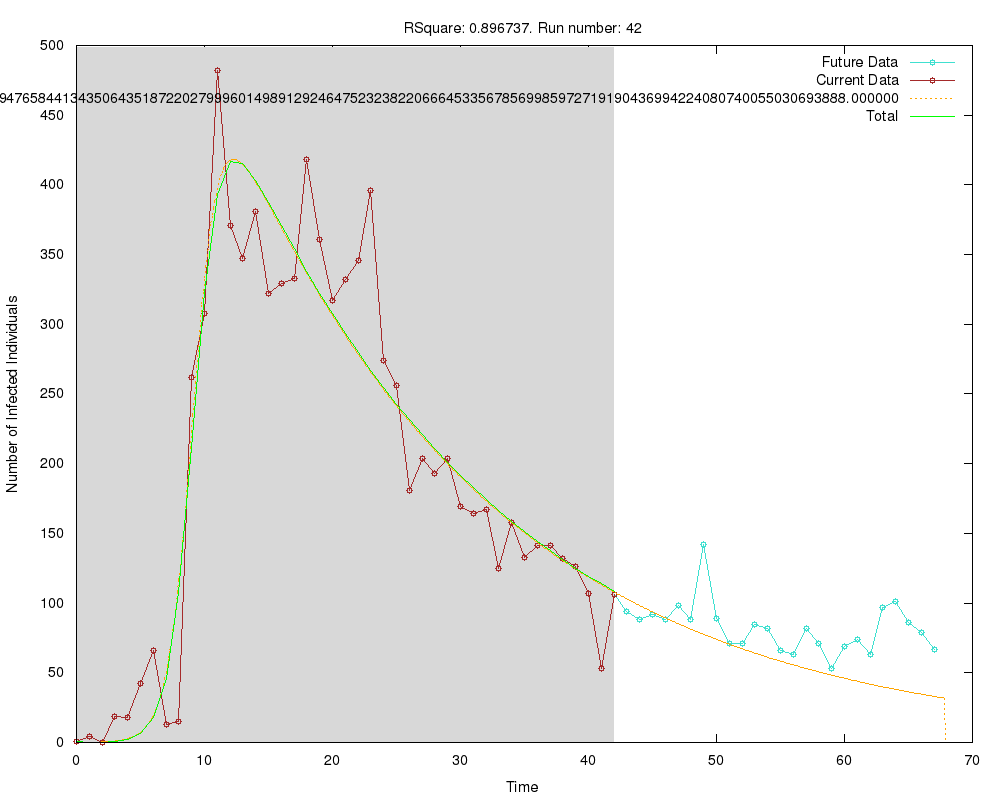 RSquare: 0.896737. Run number: 42
Future Data
Current Data
9476584413435064351872202799960149891292464752323822066645335678569985972719190436994224080740055030693888.000000
Total
500
450
400
350
300
250
200
150
100
50
0
Number of Infected Individuals
0 10 20 30 40 50 60 70
Time